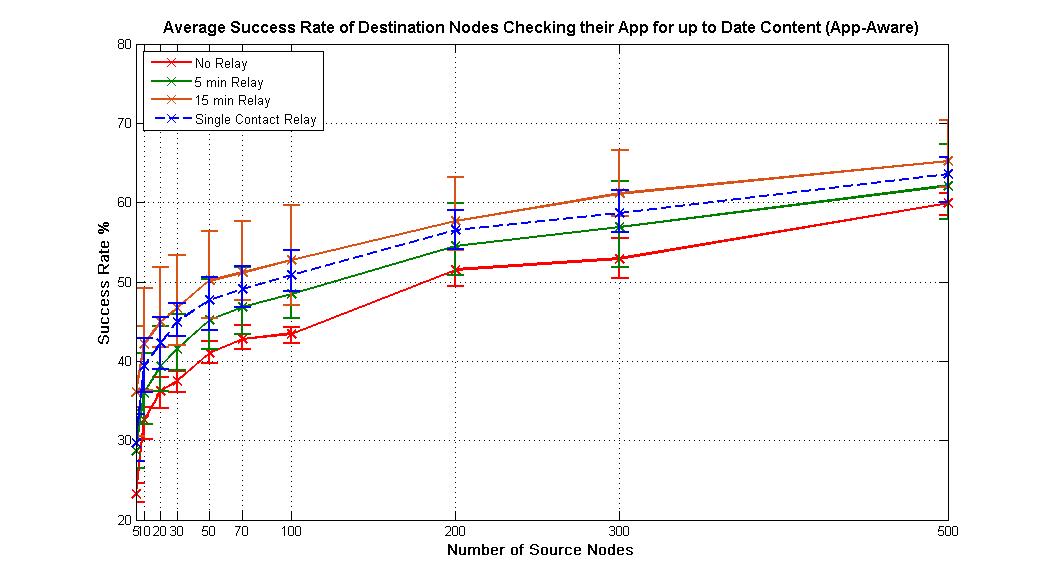 Average Success Rate of Destination Nodes Checking their App for up to Date Content (App-Aware)
80
70
60
50
40
30
20
Success Rate %
No Relay
5 min Relay
15 min Relay
Single Contact Relay
5 10 20 30 50 70 100 200 300 500
Number of Source Nodes